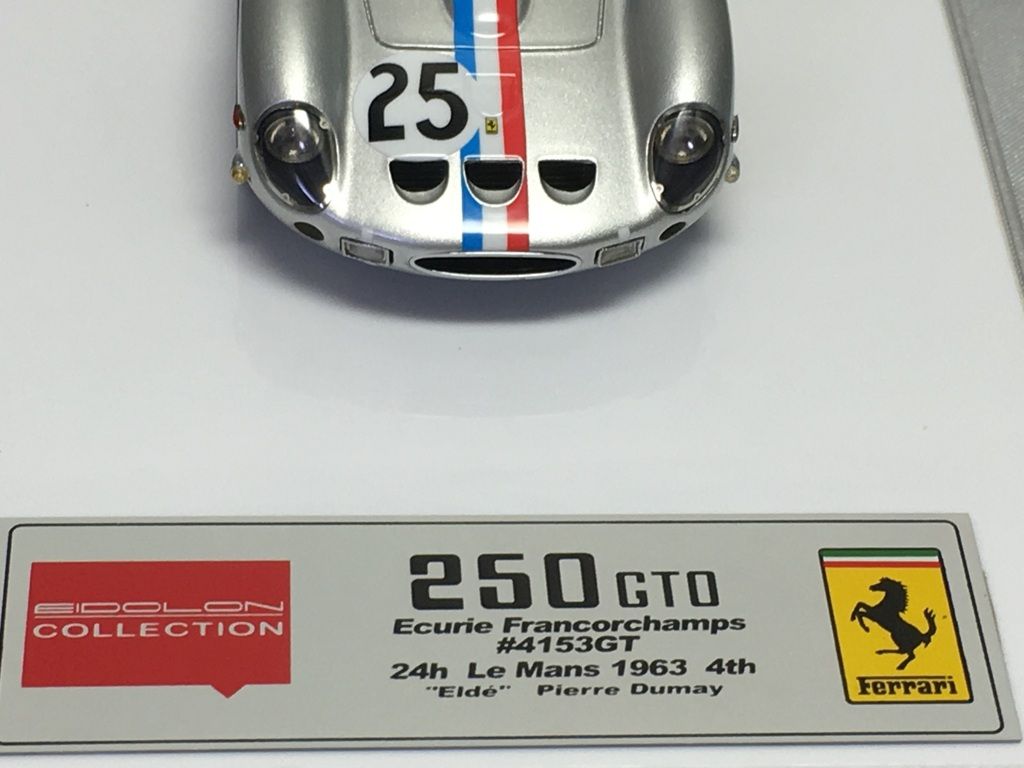 25
EIDOLON
COLLECTION
250 GTO
Ecurie Francorchamps
#4153GT
24h Le Mans 1963 4th
"Eldé" Pierre Dumay
Ferrari